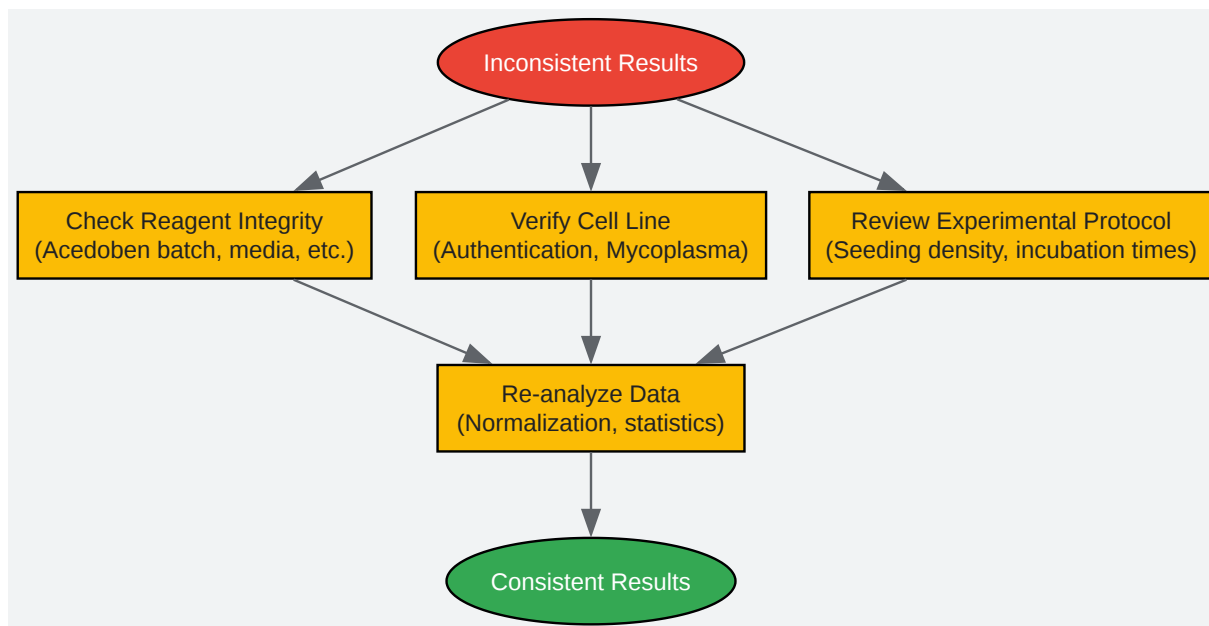 Inconsistent Results
Check Reagent Integrity
(Acedoben batch, media, etc.)
Verify Cell Line
(Authentication, Mycoplasma)
Review Experimental Protocol
(Seeding density, incubation times)
Re-analyze Data
(Normalization, statistics)
Consistent Results